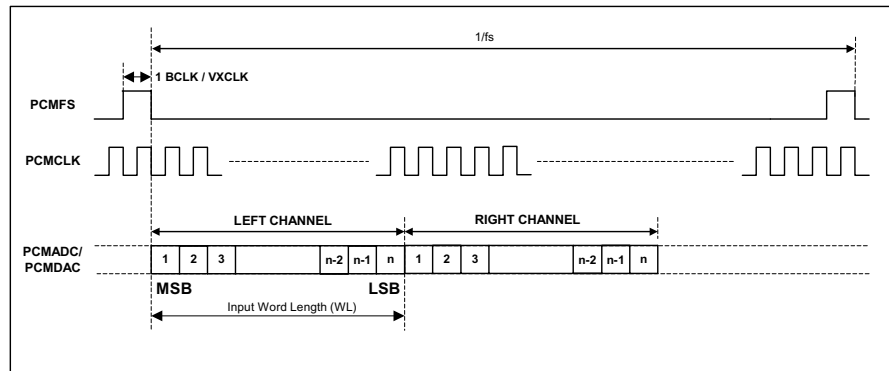 1/fs
1 BCLK / VXCLK
PCMFS
PCMCLK
LEFT CHANNEL
RIGHT CHANNEL
PCMADC/
PCMDAC
1 2 3 n-2 n-1 n 1 2 3 n-2 n-1 n
MSB LSB
Input Word Length (WL)